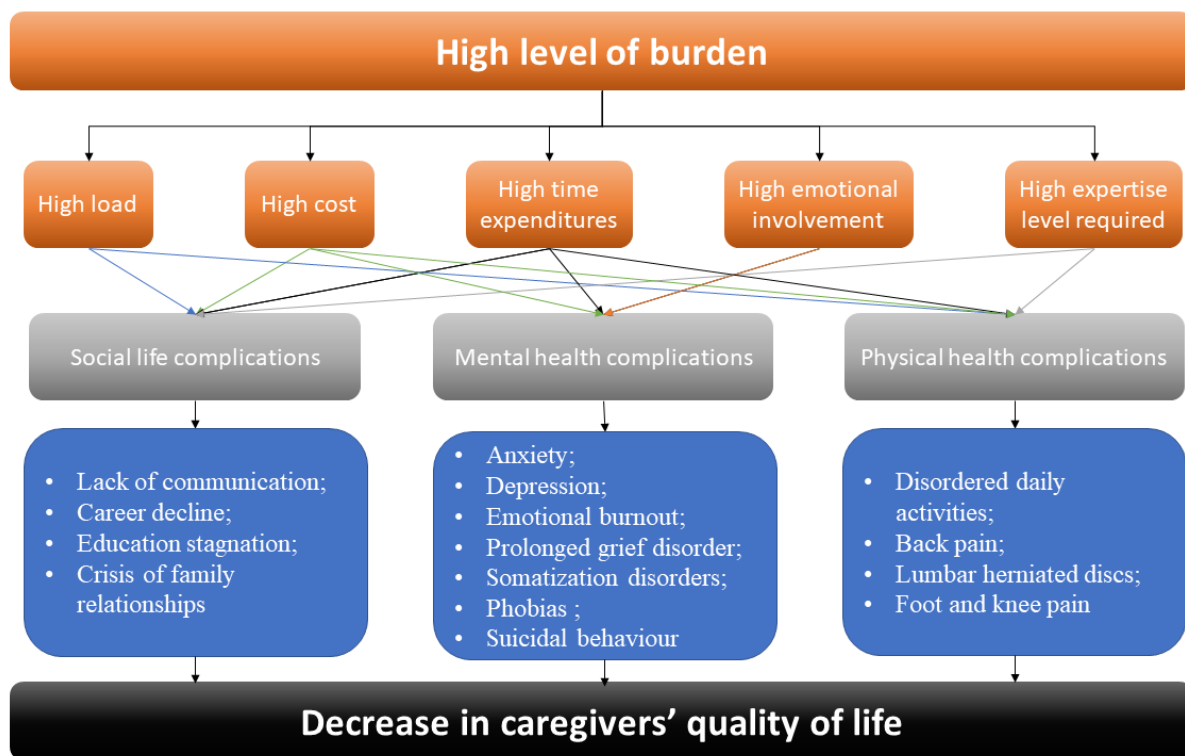 High level of burden
High load
High cost
High time
expenditures
High emotional
involvement
High expertise
level required
Social life complications
Mental health complications
Physical health complications
• Lack of communication;
• Career decline;
• Education stagnation;
• Crisis of family
relationships
• Anxiety;
• Depression;
• Emotional burnout;
• Prolonged grief disorder;
• Somatization disorders;
• Phobias ;
• Suicidal behaviour
• Disordered daily
activities;
• Back pain;
• Lumbar herniated discs;
• Foot and knee pain
Decrease in caregivers’ quality of life